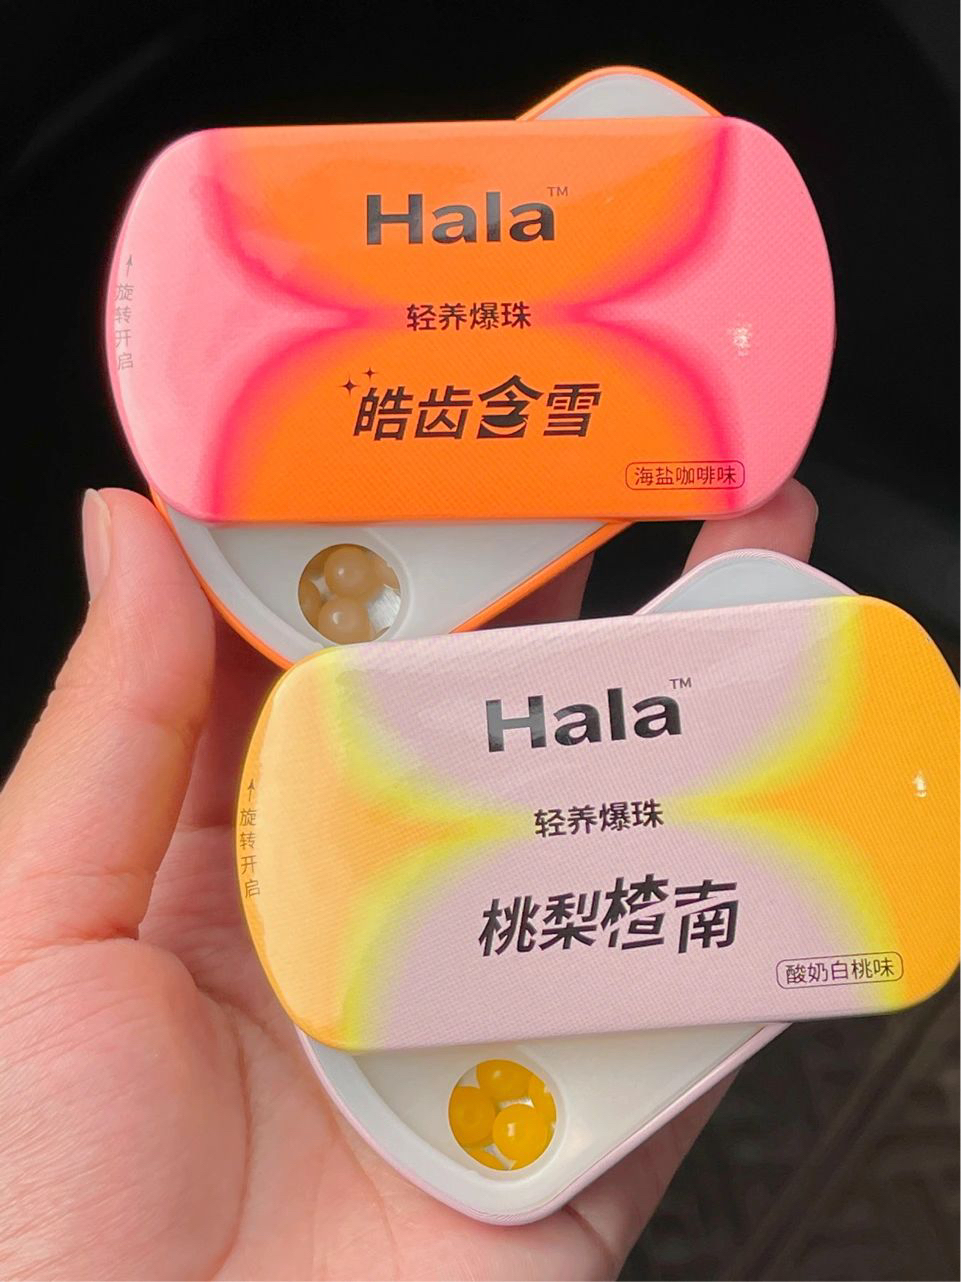 Hala™
轻养爆珠
皓齿含雪
海盐咖啡味
↑旋转开启
Hala™
轻养爆珠
桃梨楂南
酸奶白桃味
↑旋转开启